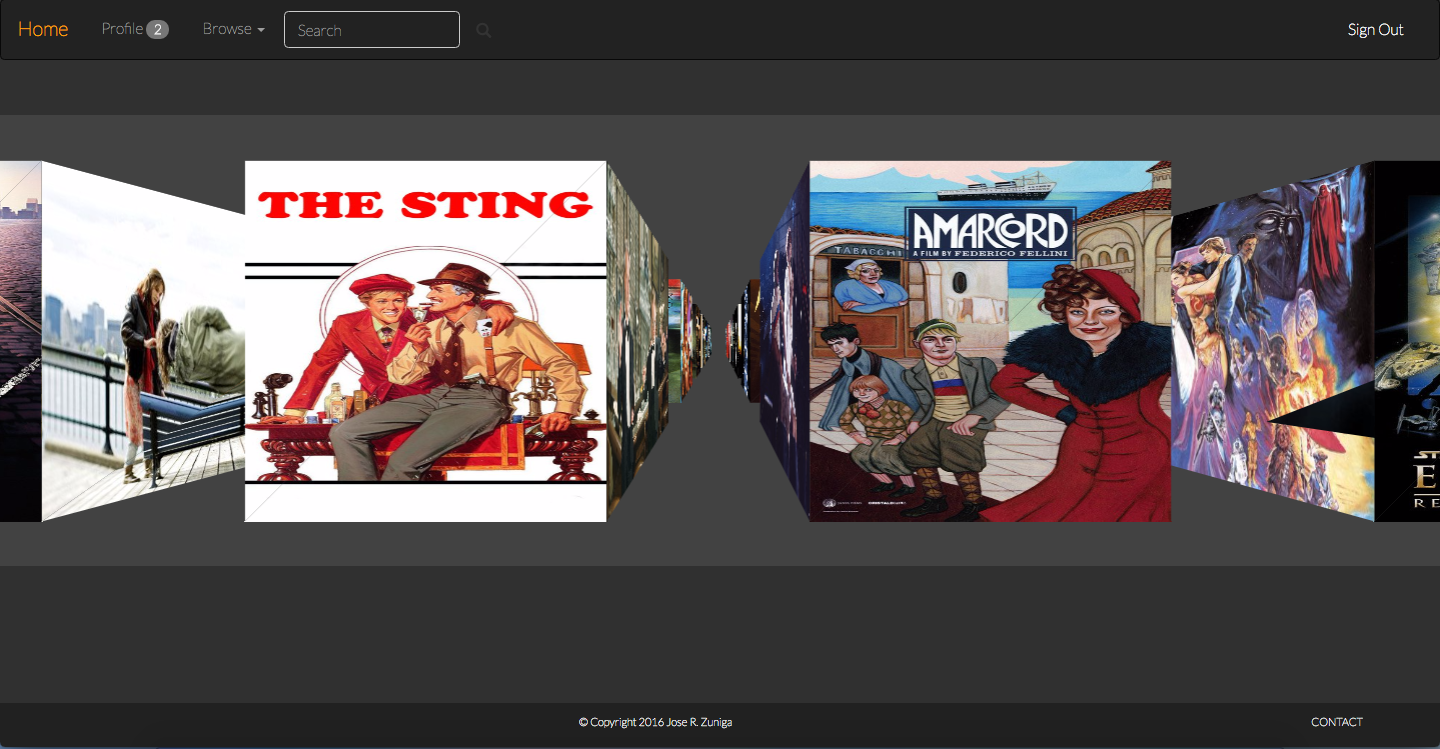 Home
Profile 2
Browse
Search
Sign Out
THE STING
AMARCORD
A FILM BY FEDERICO FELLINI
TABACCHI
© Copyright 2016 Jose R. Zuniga
CONTACT